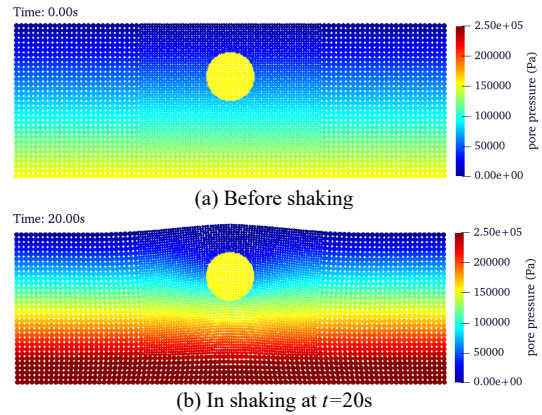 Time: 0.00s
2.50e+05
200000
150000
100000
50000
0.00e+00
pore pressure (Pa)
(a) Before shaking
Time: 20.00s
2.50e+05
200000
150000
100000
50000
0.00e+00
pore pressure (Pa)
(b) In shaking at t=20s